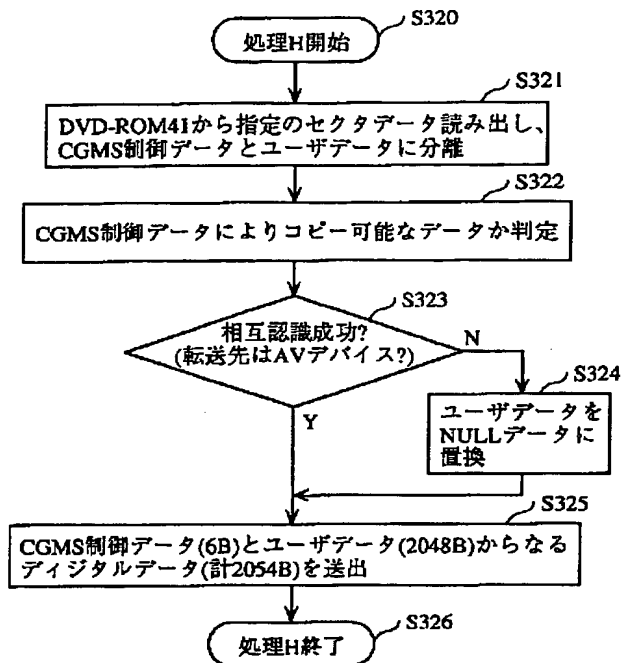 S320
処理H開始
S321
DVD-ROM41から指定のセクタデータ読み出し、
CGMS制御データとユーザデータに分離
S322
CGMS制御データによりコピー可能なデータか判定
S323
相互認識成功?
(転送先はAVデバイス?)
N
S324
ユーザデータを
NULLデータに
置換
Y
S325
CGMS制御データ(6B)とユーザデータ(2048B)からなる
ディジタルデータ(計2054B)を送出
S326
処理H終了